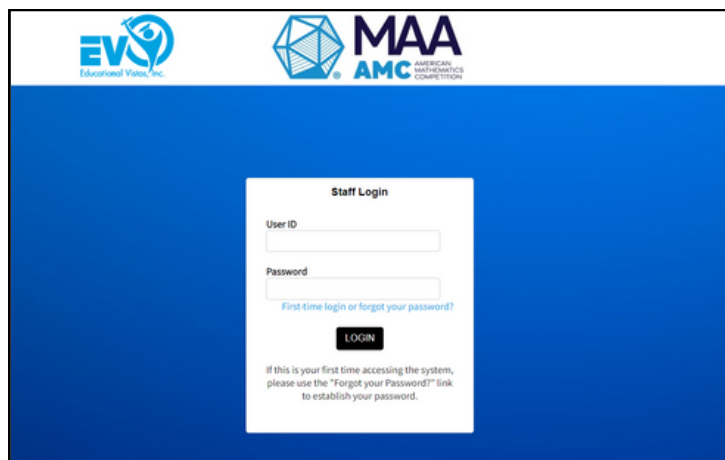 EVO
Educational Vistas, Inc.
MAA
AMC AMERICAN
MATHEMATICS
COMPETITION
Staff Login
User ID
Password
First-time login or forgot your password?
LOGIN
If this is your first time accessing the system,
please use the "Forgot your Password?" link
to establish your password.